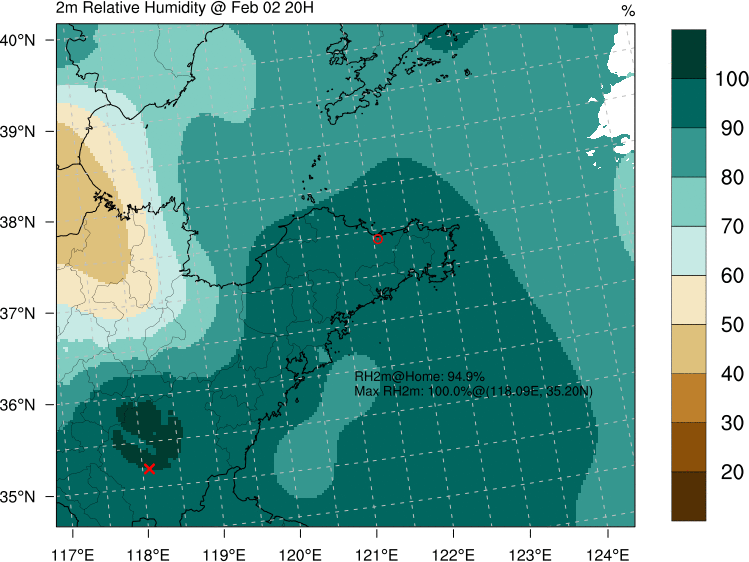 2m Relative Humidity @ Feb 02 20H
%
40°N
39°N
38°N
37°N
36°N
35°N
RH2m@Home: 94.9%
Max RH2m: 100.0%@(118.09E, 35.20N)
117°E 118°E 119°E 120°E 121°E 122°E 123°E 124°E
100
90
80
70
60
50
40
30
20